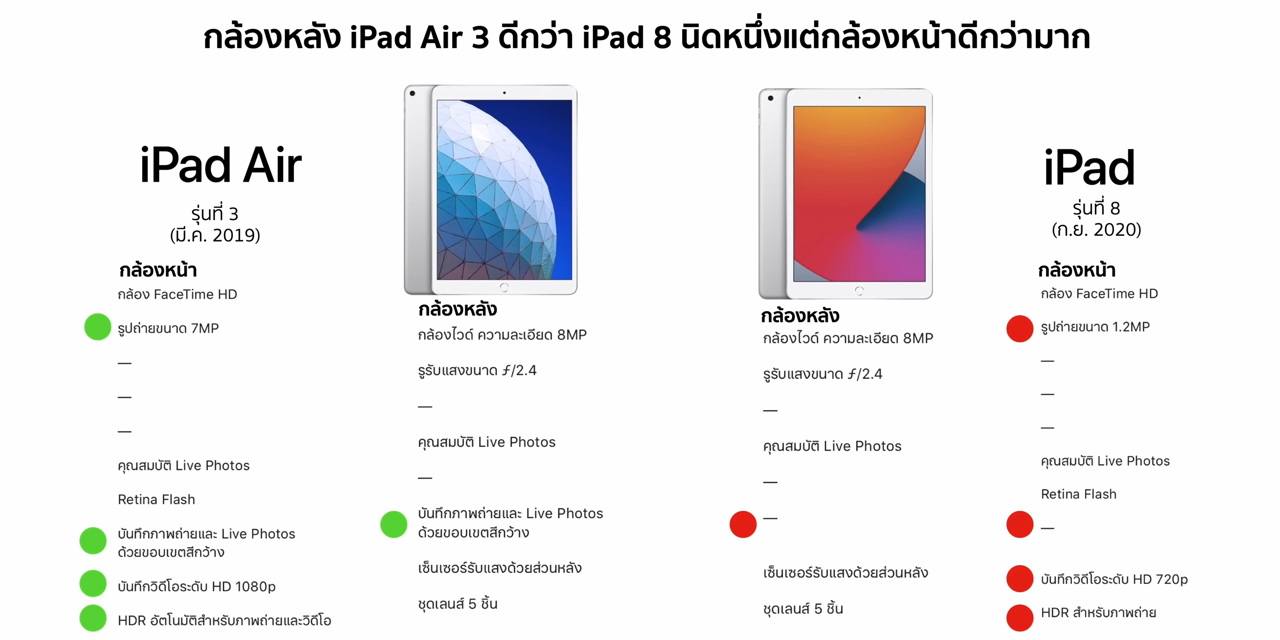 กล้องหลัง iPad Air 3 ดีกว่า iPad 8 นิดหนึ่งแต่กล้องหน้าดีกว่ามาก
iPad Air
รุ่นที่ 3
(มี.ค. 2019)
กล้องหน้า
กล้อง FaceTime HD
รูปถ่ายขนาด 7MP
—
—
—
คุณสมบัติ Live Photos
Retina Flash
บันทึกภาพถ่ายและ Live Photos
ด้วยขอบเขตสีกว้าง
บันทึกวิดีโอระดับ HD 1080p
HDR อัตโนมัติสำหรับภาพถ่ายและวิดีโอ
กล้องหลัง
กล้องไวด์ ความละเอียด 8MP
รูรับแสงขนาด ƒ/2.4
—
คุณสมบัติ Live Photos
—
บันทึกภาพถ่ายและ Live Photos
ด้วยขอบเขตสีกว้าง
เซ็นเซอร์รับแสงด้วยส่วนหลัง
ชุดเลนส์ 5 ชิ้น
กล้องหลัง
กล้องไวด์ ความละเอียด 8MP
รูรับแสงขนาด ƒ/2.4
—
คุณสมบัติ Live Photos
—
—
เซ็นเซอร์รับแสงด้วยส่วนหลัง
ชุดเลนส์ 5 ชิ้น
iPad
รุ่นที่ 8
(ก.ย. 2020)
กล้องหน้า
กล้อง FaceTime HD
รูปถ่ายขนาด 1.2MP
—
—
—
คุณสมบัติ Live Photos
Retina Flash
—
บันทึกวิดีโอระดับ HD 720p
HDR สำหรับภาพถ่าย